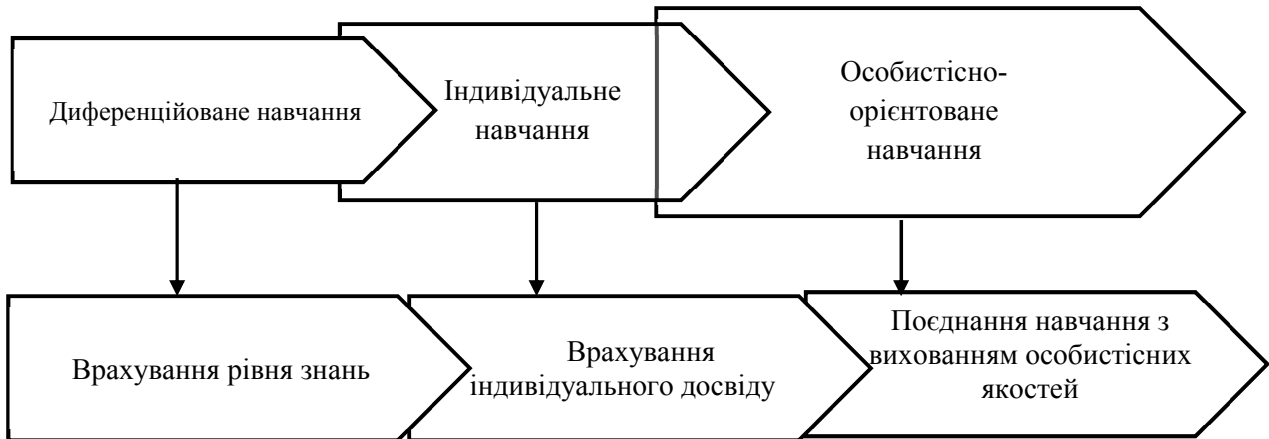 Диференційоване навчання
Індивідуальне
навчання
Особистісно-
орієнтоване
навчання
Врахування рівня знань
Врахування
індивідуального досвіду
Поєднання навчання з
вихованням особистісних
якостей